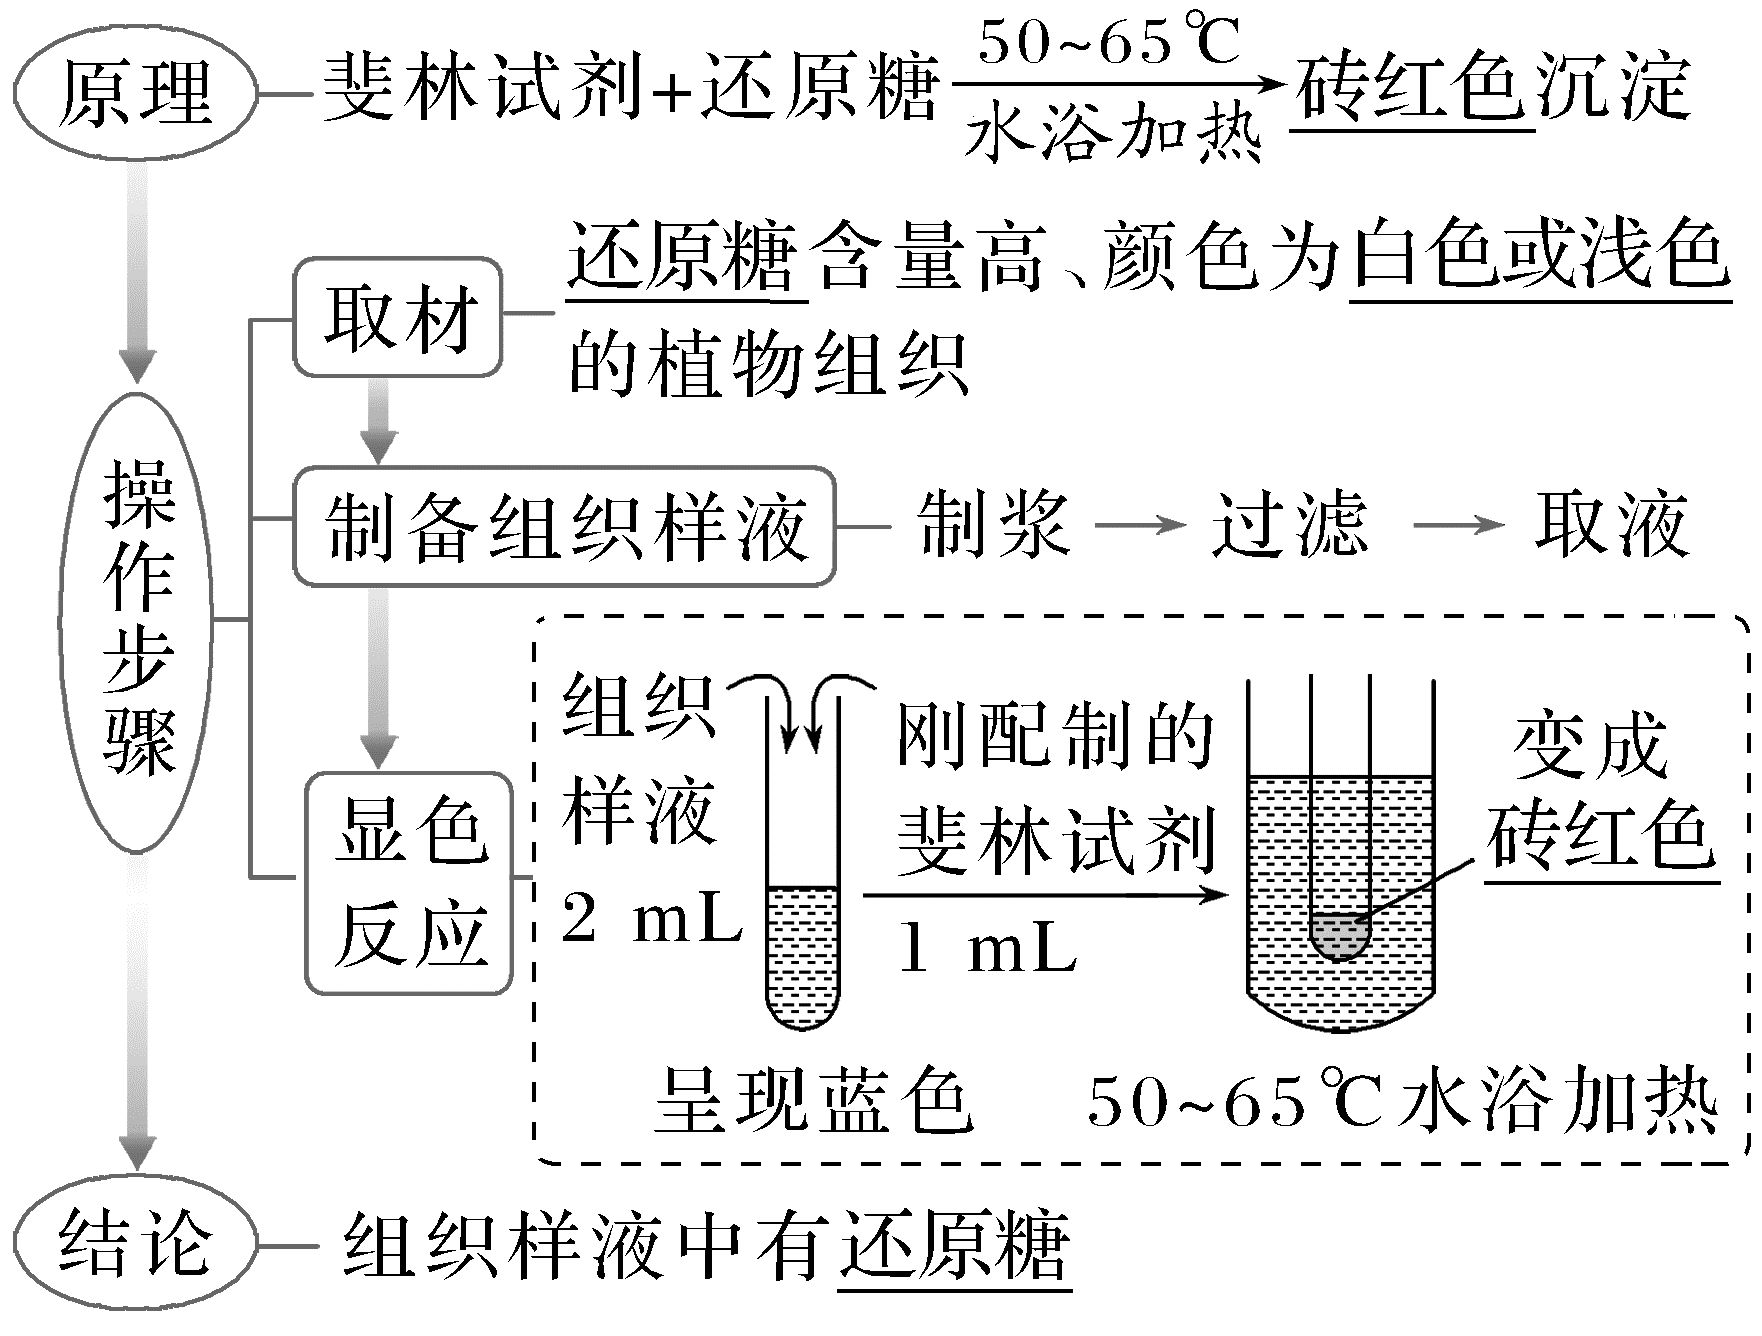 原理
斐林试剂+还原糖
50~65℃
水浴加热
砖红色沉淀
取材
还原糖含量高、颜色为白色或浅色
的植物组织
操作步骤
制备组织样液
制浆
过滤
取液
显色
反应
组织
样液
2 mL
刚配制的
斐林试剂
1 mL
变成
砖红色
呈现蓝色
50~65℃水浴加热
结论
组织样液中有还原糖